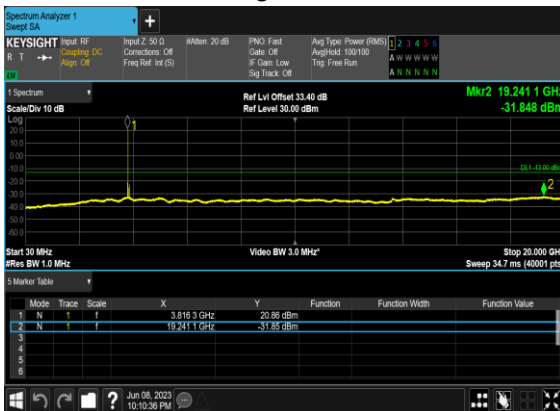 Spectrum Analyzer 1
Swept SA
+
KEYSIGHT Input: RF Input Z: 50 Ω #Atten: 20 dB PNO: Fast Avg Type: Power (RMS) 1 2 3 4 5 6
R T Coupling: DC Corrections: Off Gate: Off Avg|Hold: 100/100 A W W W W W
Align: Off Freq Ref: Int (S) IF Gain: Low Trig: Free Run
Sig Track: Off A N N N N N
LV
1 Spectrum Ref Lvl Offset 33.40 dB Mkr2 19.241 1 GHz
Scale/Div 10 dB Ref Level 30.00 dBm -31.848 dBm
Log
20.0 1
10.0
0.00
-10.0 DL1 -13.00 dBm
-20.0 2
-30.0
-40.0
-50.0
-60.0
Start 30 MHz Video BW 3.0 MHz* Stop 20.000 GH
#Res BW 1.0 MHz Sweep 34.7 ms (40001 pts
5 Marker Table
Mode Trace Scale X Y Function Function Width Function Value
1 N 1 f 3.816 3 GHz 20.86 dBm
2 N 1 f 19.241 1 GHz -31.85 dBm
3
4
5
6
? Jun 08, 2023
10:10:36 PM